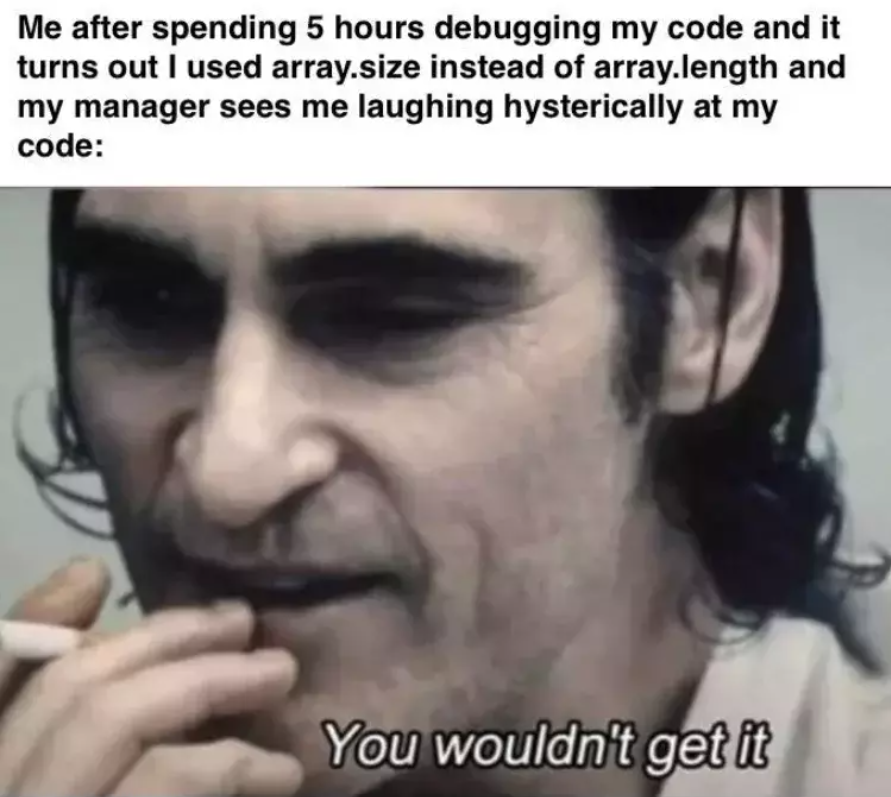 Me after spending 5 hours debugging my code and it
turns out I used array.size instead of array.length and
my manager sees me laughing hysterically at my
code:
You wouldn't get it